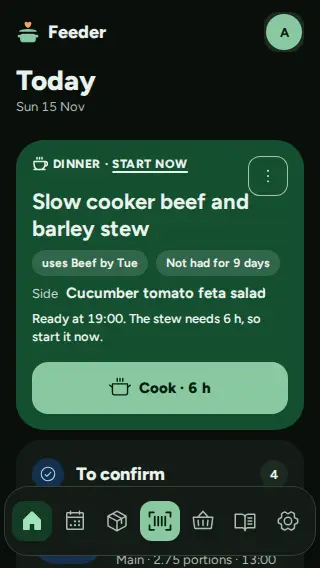 Feeder
A
Today
Sun 15 Nov
DINNER · START NOW
Slow cooker beef and
barley stew
uses Beef by Tue
Not had for 9 days
Side Cucumber tomato feta salad
Ready at 19:00. The stew needs 6 h, so
start it now.
Cook · 6 h
To confirm
4
Main · 2.75 portions · 13:00